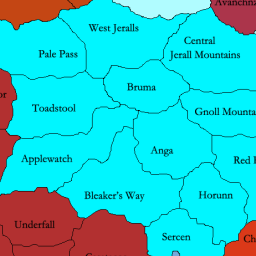 Avanchnz
West Jeralls
Central
Jerall Mountains
Pale Pass
Bruma
or
Toadstool
Gnoll Mounta
Anga
Applewatch
Red
Bleaker's Way
Horunn
Underfall
Sercen
Ch